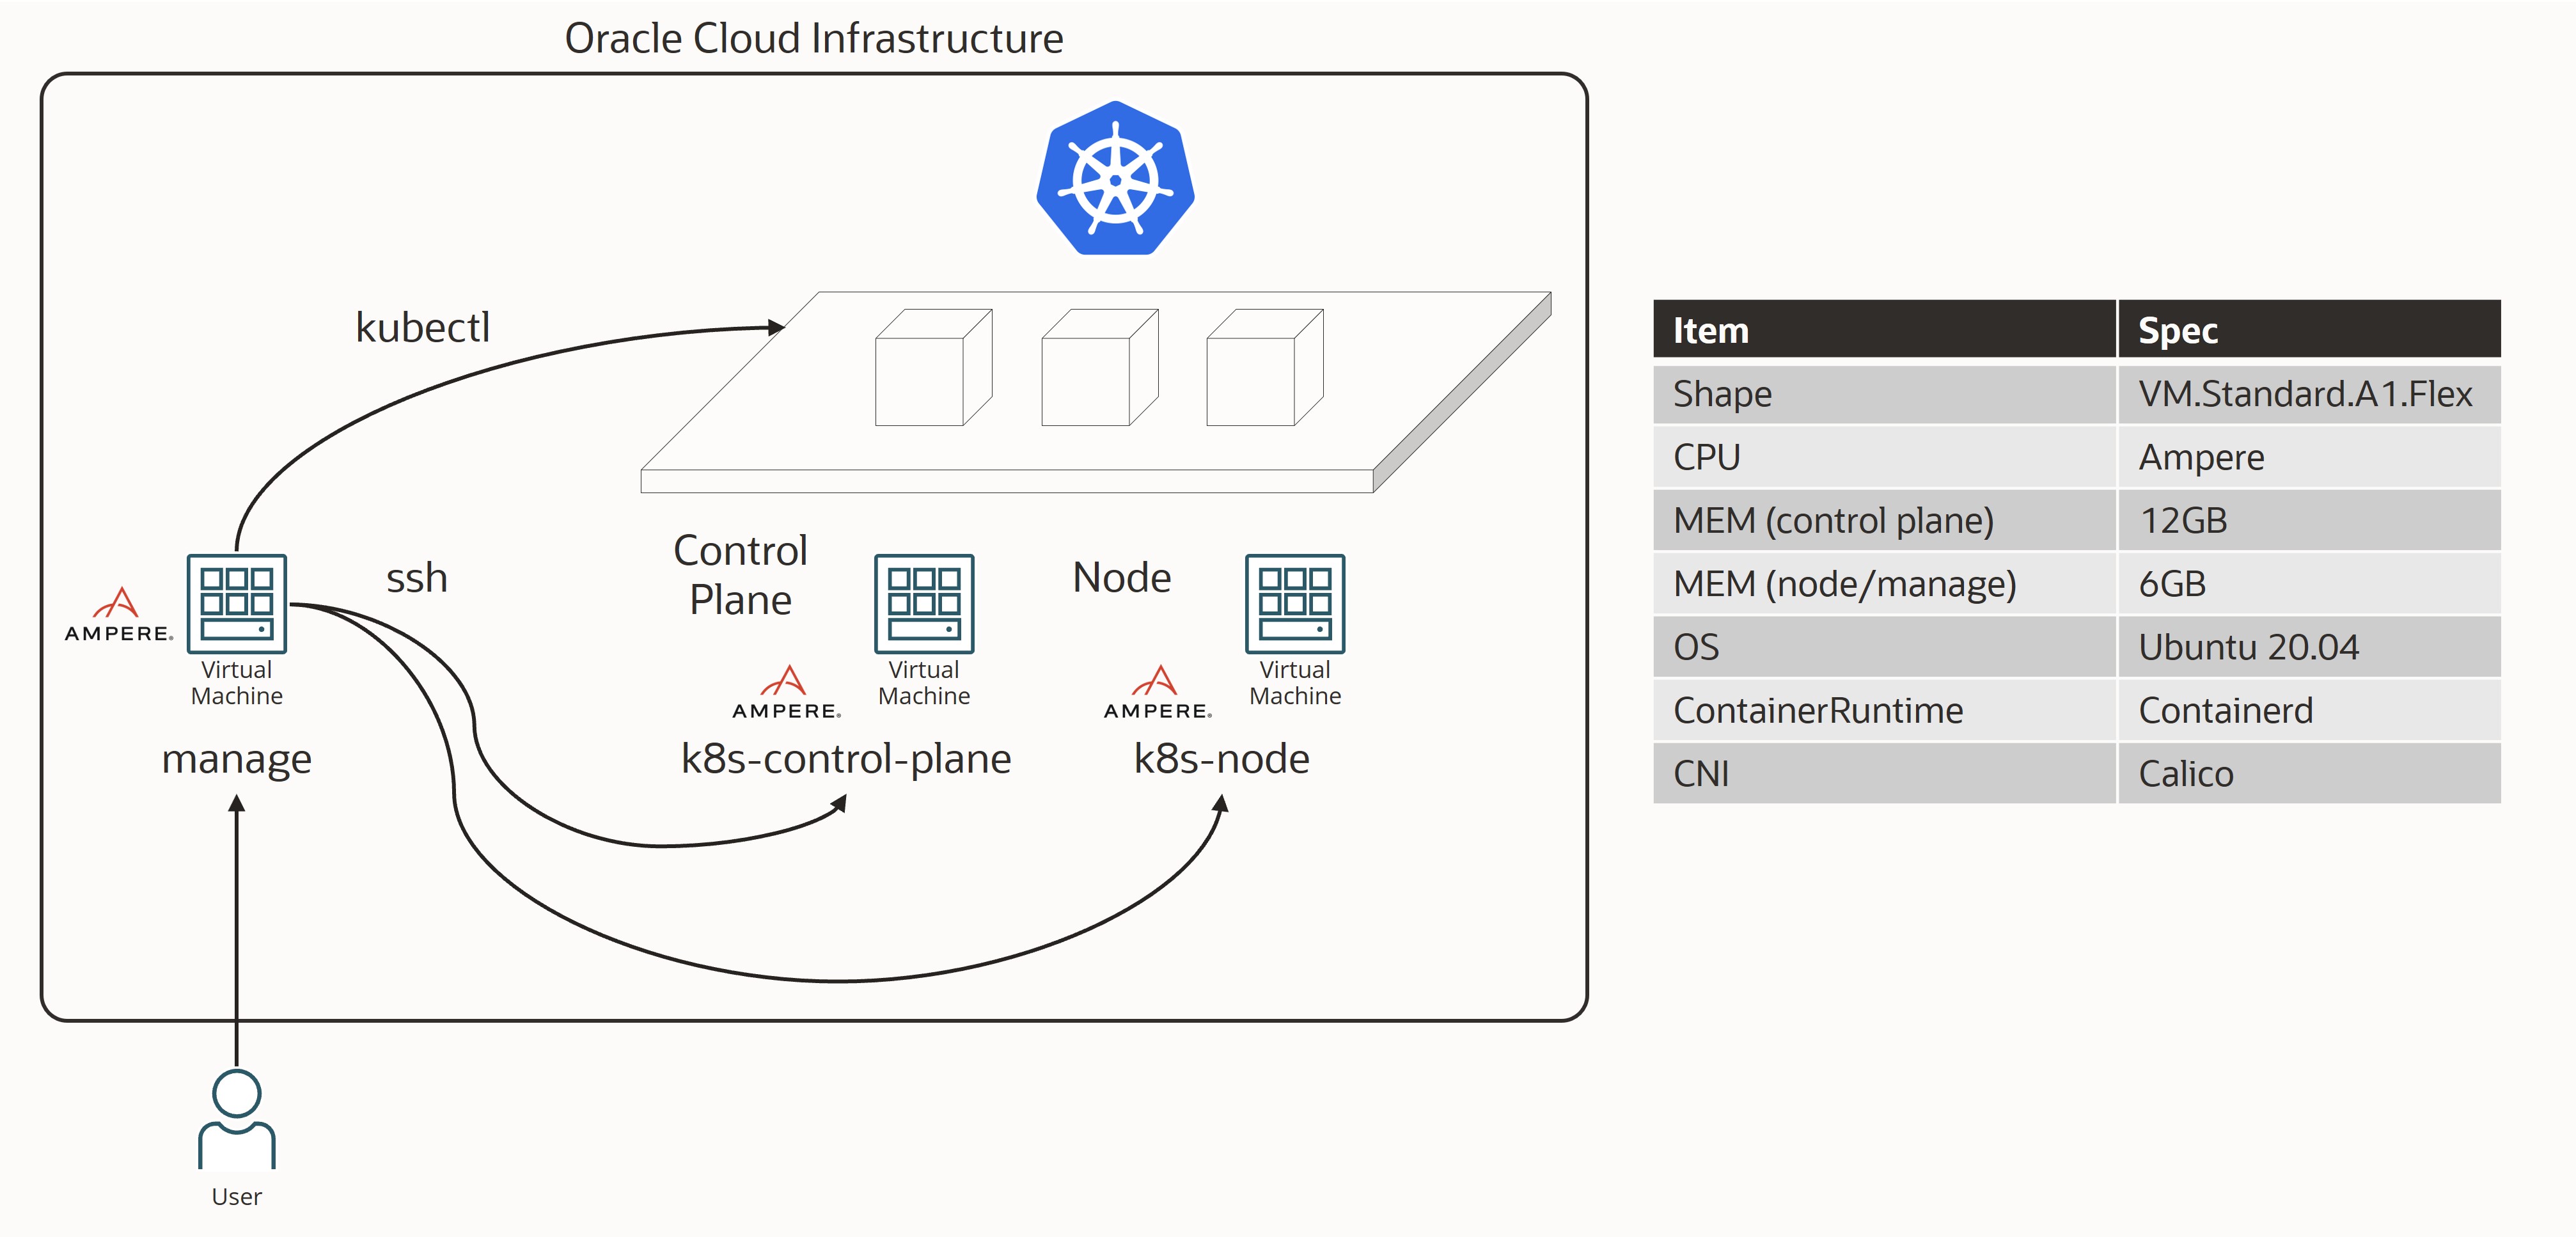 Oracle Cloud Infrastructure
kubectl
ssh
AMPERE®
Virtual
Machine
manage
Control
Plane
Virtual
Machine
AMPERE®
k8s-control-plane
Node
Virtual
Machine
AMPERE®
k8s-node
User
Item Spec
Shape VM.Standard.A1.Flex
CPU Ampere
MEM (control plane) 12GB
MEM (node/manage) 6GB
OS Ubuntu 20.04
ContainerRuntime Containerd
CNI Calico